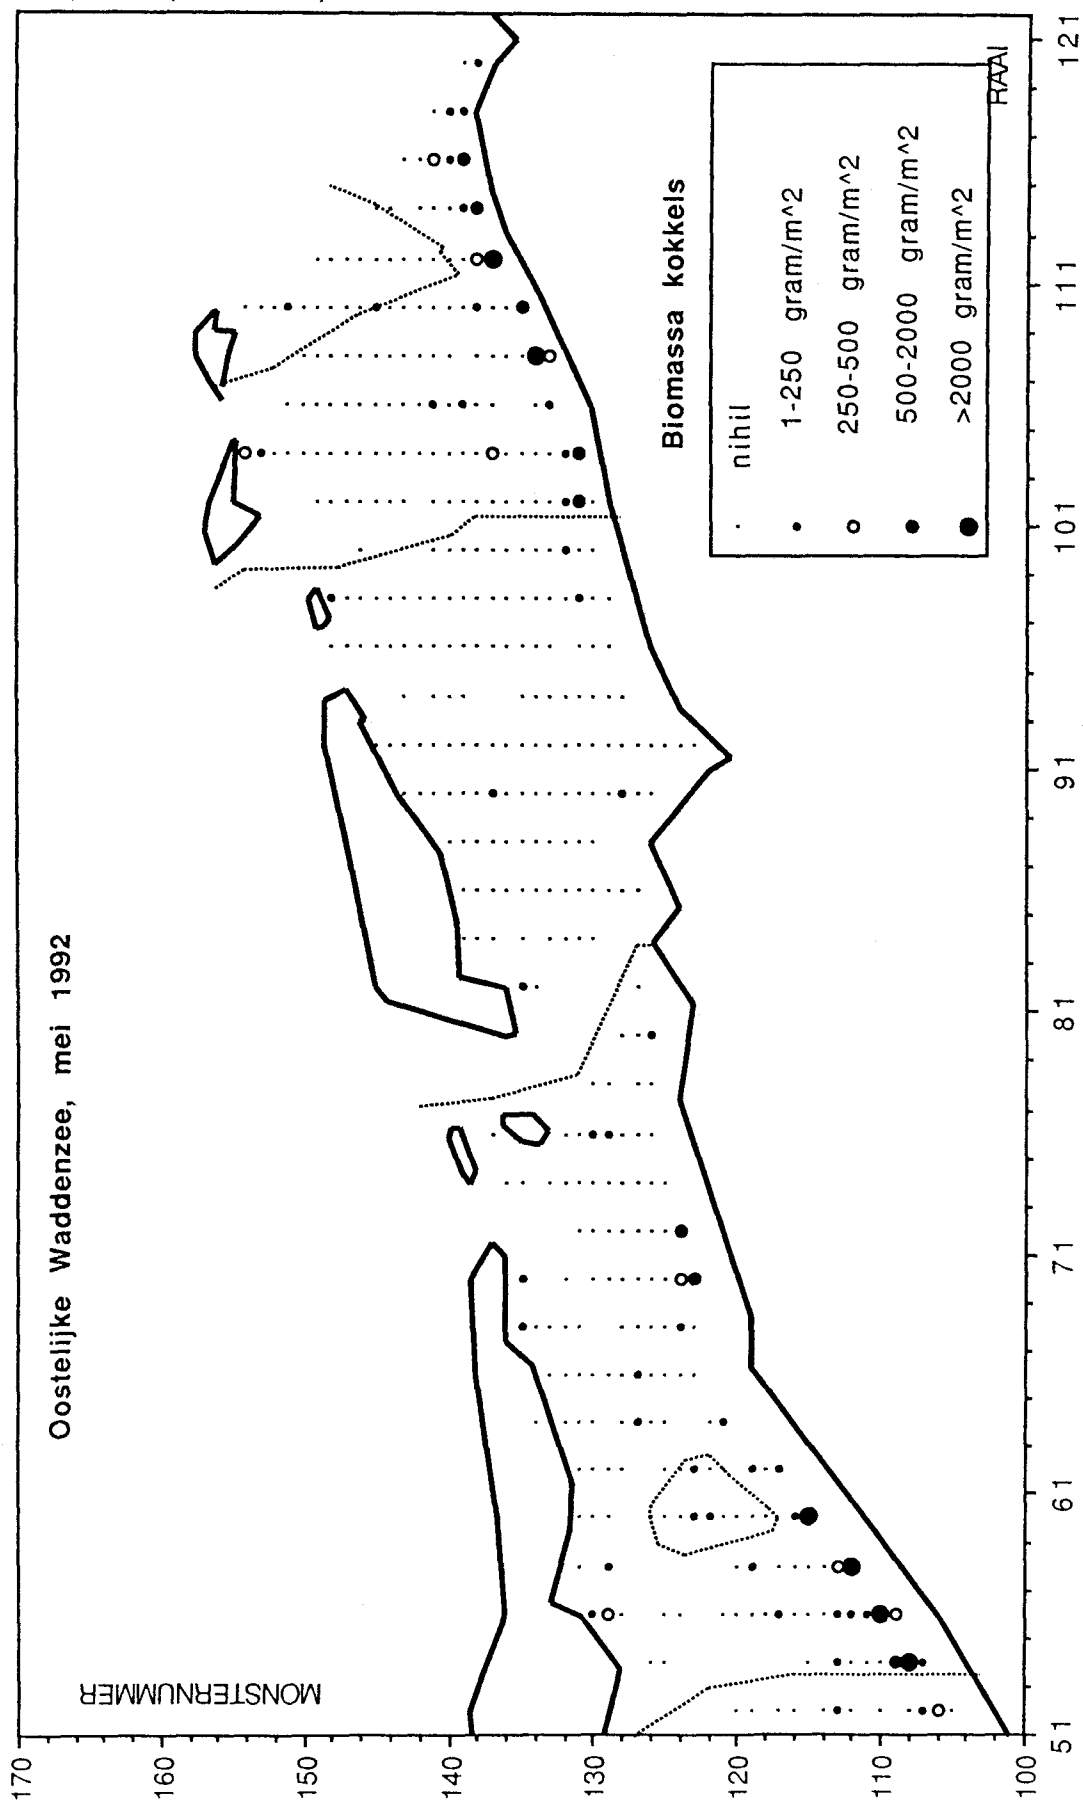 Oostelijke Waddenzee, mei 1992
MONSTERNUMMER
170
160
150
140
130
120
110
100
51
61
71
81
91
101
111
121
RAAI
Biomassa kokkels
nihil
1-250 gram/m^2
250-500 gram/m^2
500-2000 gram/m^2
>2000 gram/m^2